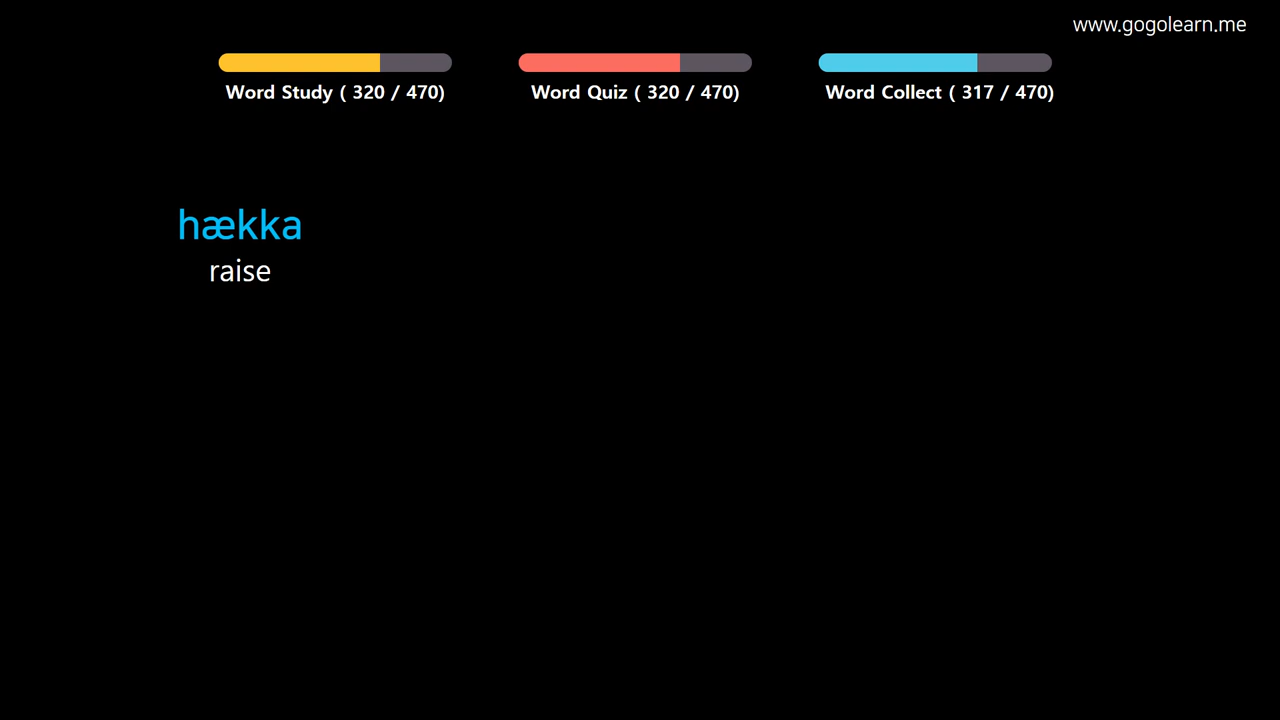 www.gogolearn.me
Word Study ( 320 / 470)
Word Quiz ( 320 / 470)
Word Collect ( 317 / 470)
hækka
raise